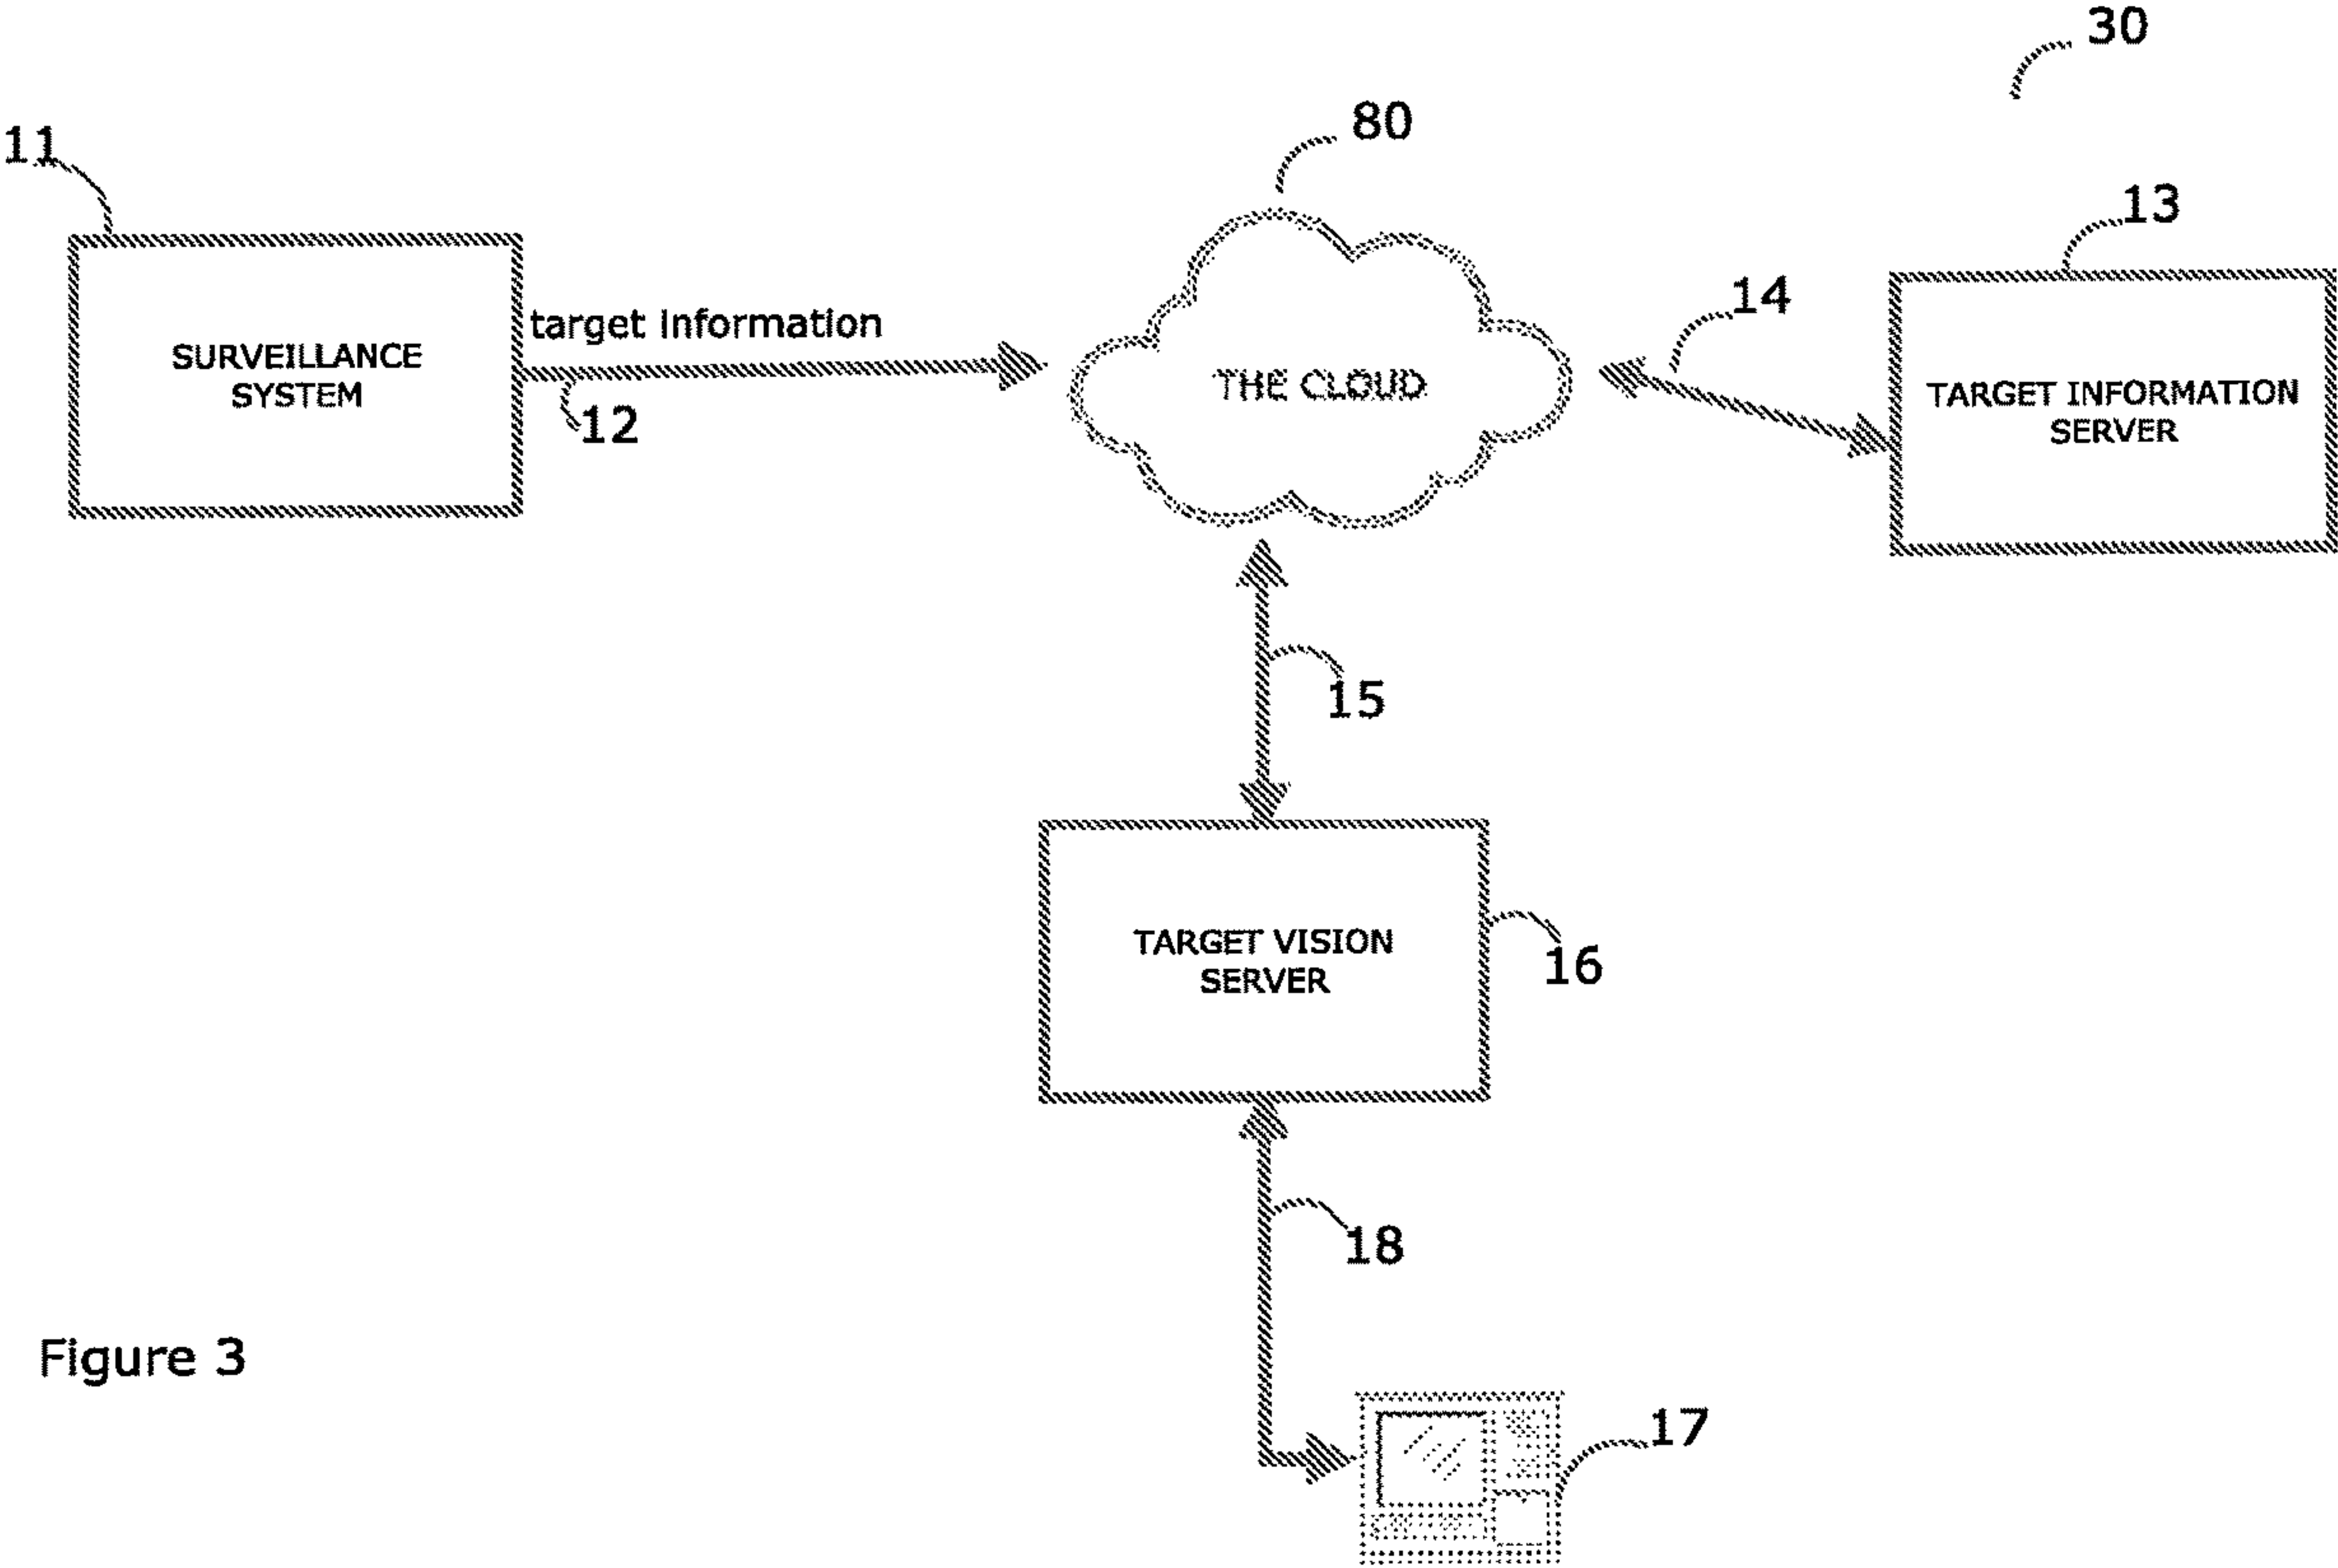 30
80
11
13
14
target information
SURVEILLANCE
SYSTEM
THE CLOUD
TARGET INFORMATION
SERVER
12
15
TARGET VISION
SERVER
16
18
Figure 3
17